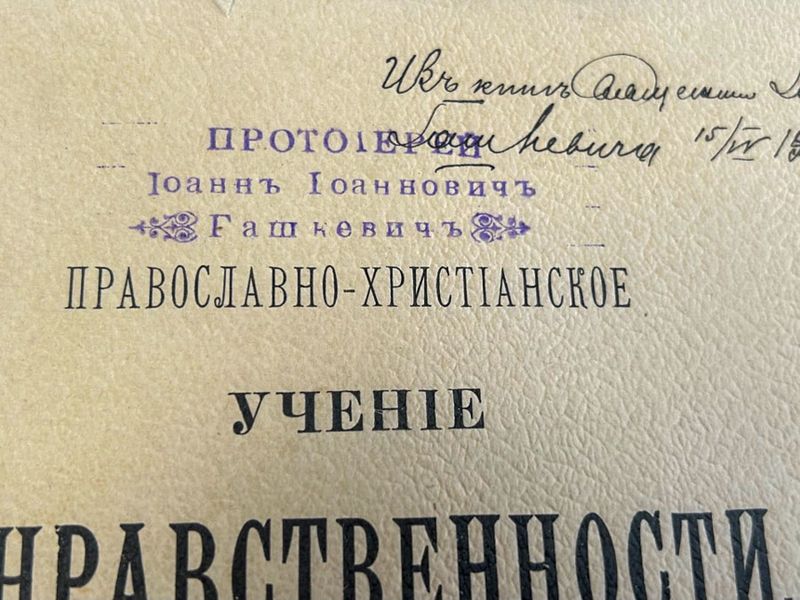 Изъ книгъ
Гашкевича 15/IV
ПРОТОІЕРЕЙ
Іоаннъ Іоанновичъ
Гашкевичъ
ПРАВОСЛАВНО-ХРИСТІАНСКОЕ
УЧЕНІЕ
НРАВСТВЕННОСТИ.